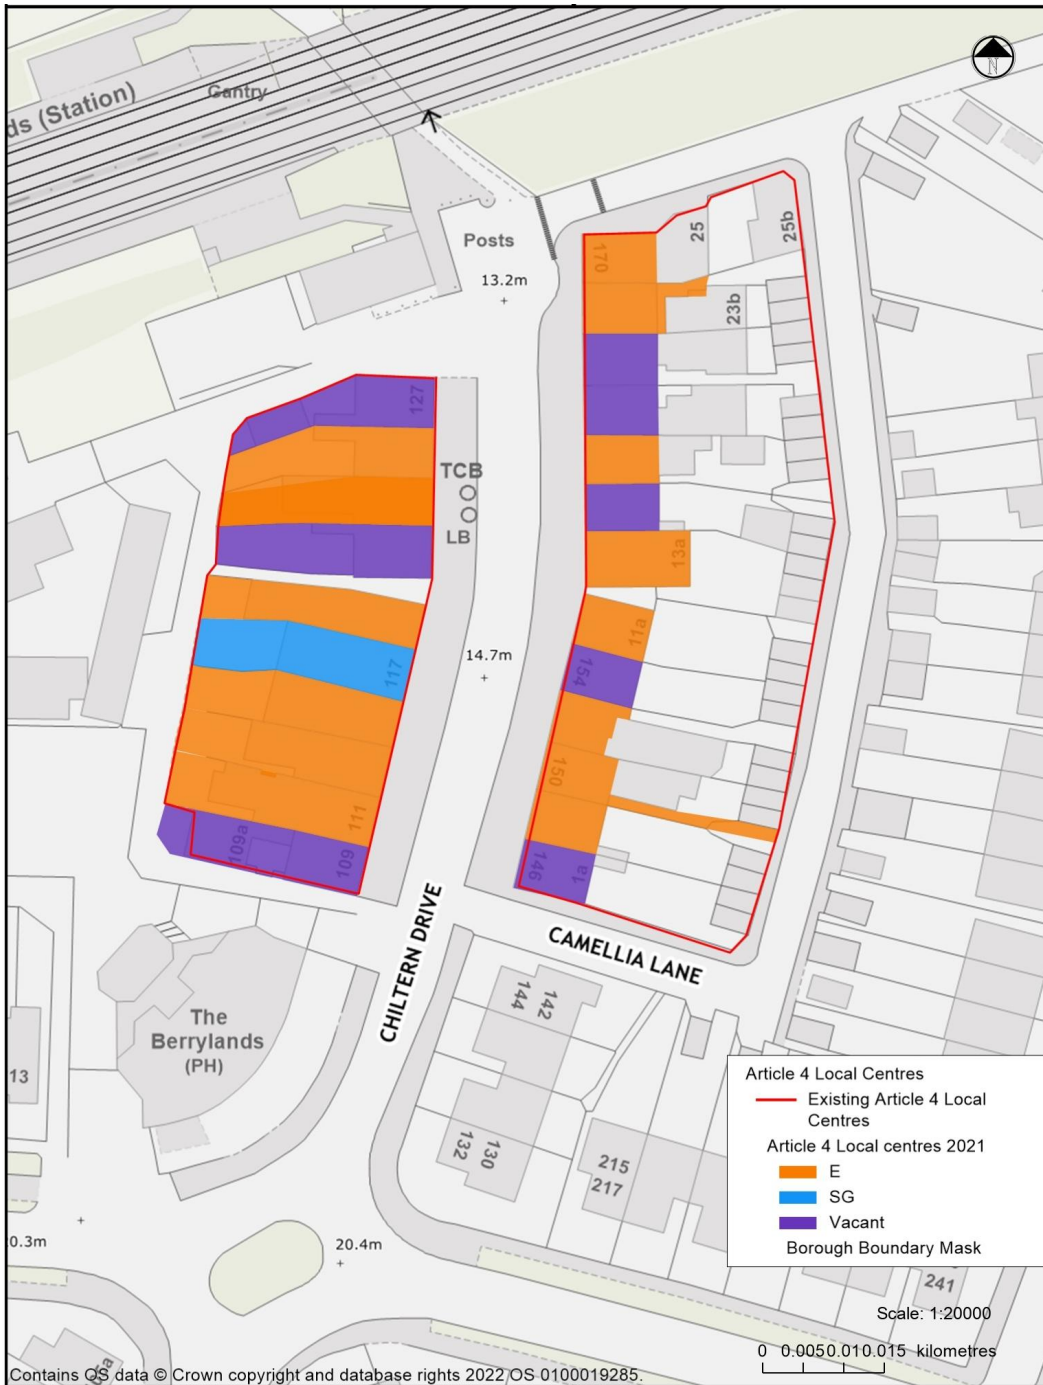 Gantry
ds (Station)
N
Posts
13.2m
170
25
25b
23b
127
TCB
LB
13a
11a
14.7m
117
154
150
111
109a
109
146
1a
CHILTERN DRIVE
CAMELLIA LANE
144
142
The
Berrylands
(PH)
13
132
130
215
217
0.3m
20.4m
241
Article 4 Local Centres
Existing Article 4 Local
Centres
Article 4 Local centres 2021
E
SG
Vacant
Borough Boundary Mask
Scale: 1:20000
0 0.0050.010.015 kilometres
Contains OS data © Crown copyright and database rights 2022 OS 0100019285.